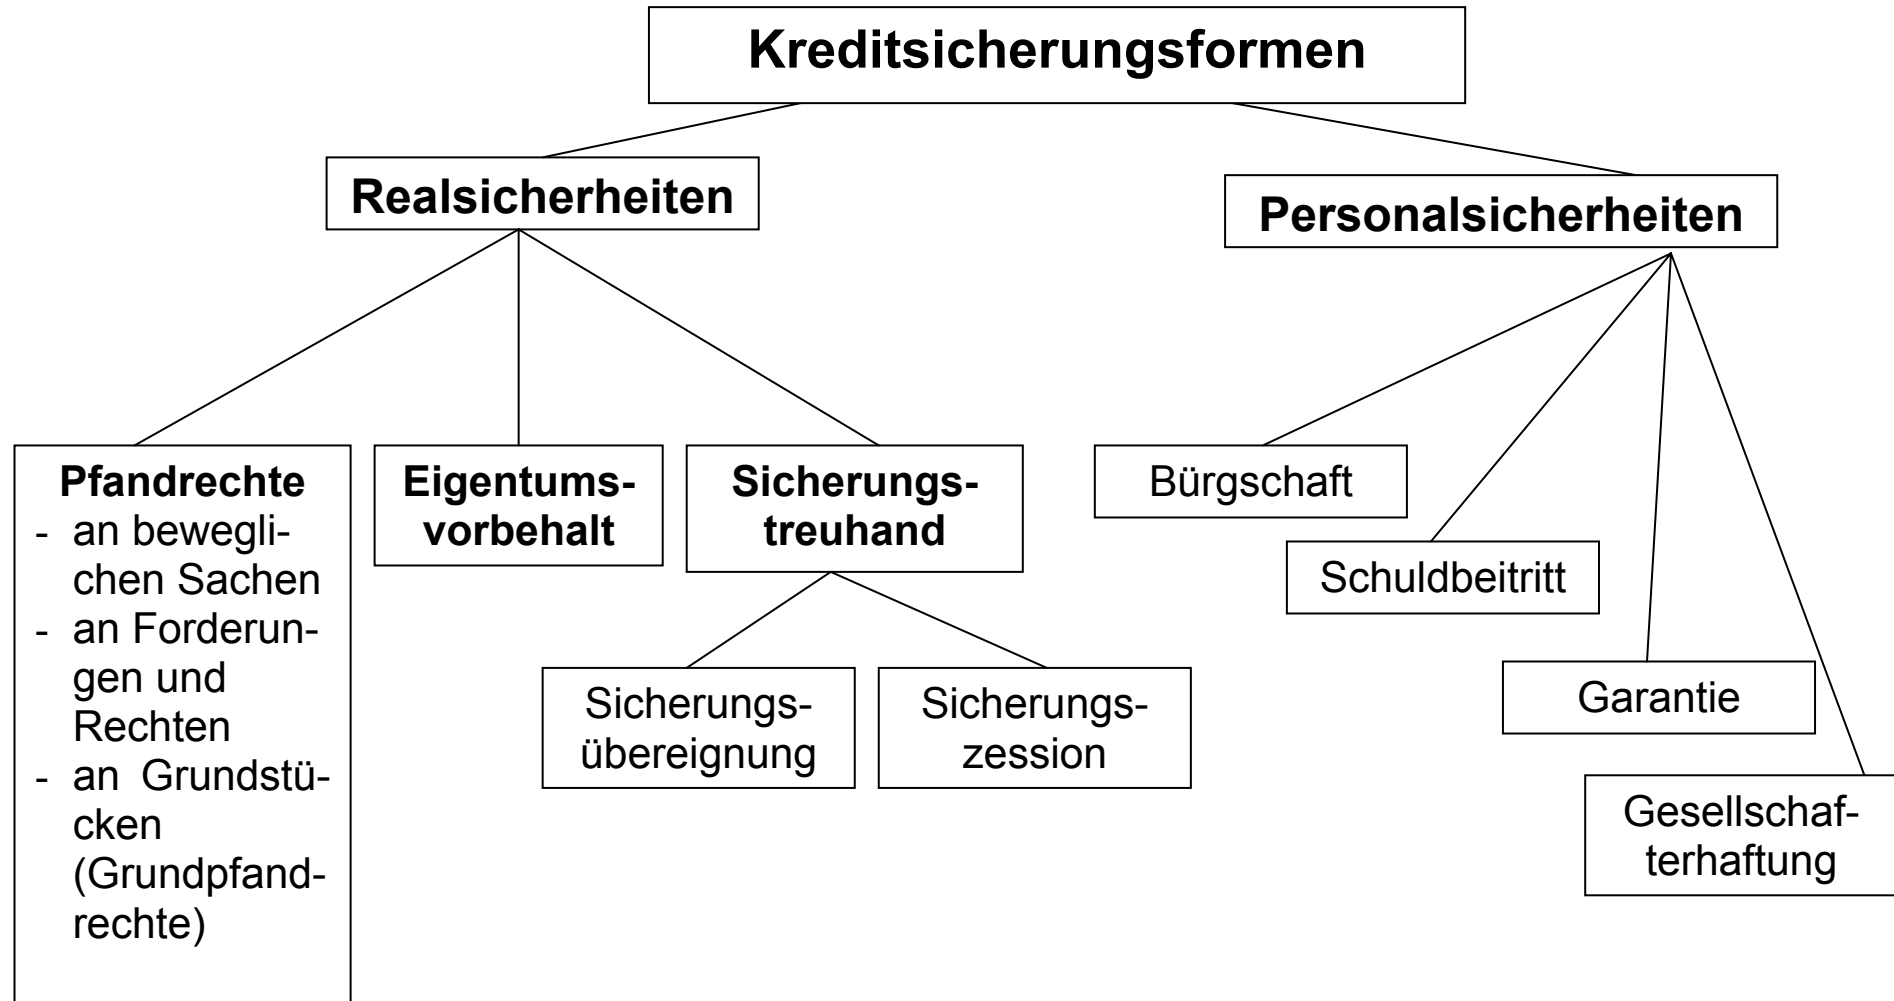 Kreditsicherungsformen
Realsicherheiten
Personalsicherheiten
Pfandrechte
- an bewegli-
chen Sachen
- an Forderun-
gen und
Rechten
- an Grundstü-
cken
(Grundpfand-
rechte)
Eigentums-
vorbehalt
Sicherungs-
treuhand
Sicherungs-
übereignung
Sicherungs-
zession
Bürgschaft
Schuldbeitritt
Garantie
Gesellschaf-
terhaftung